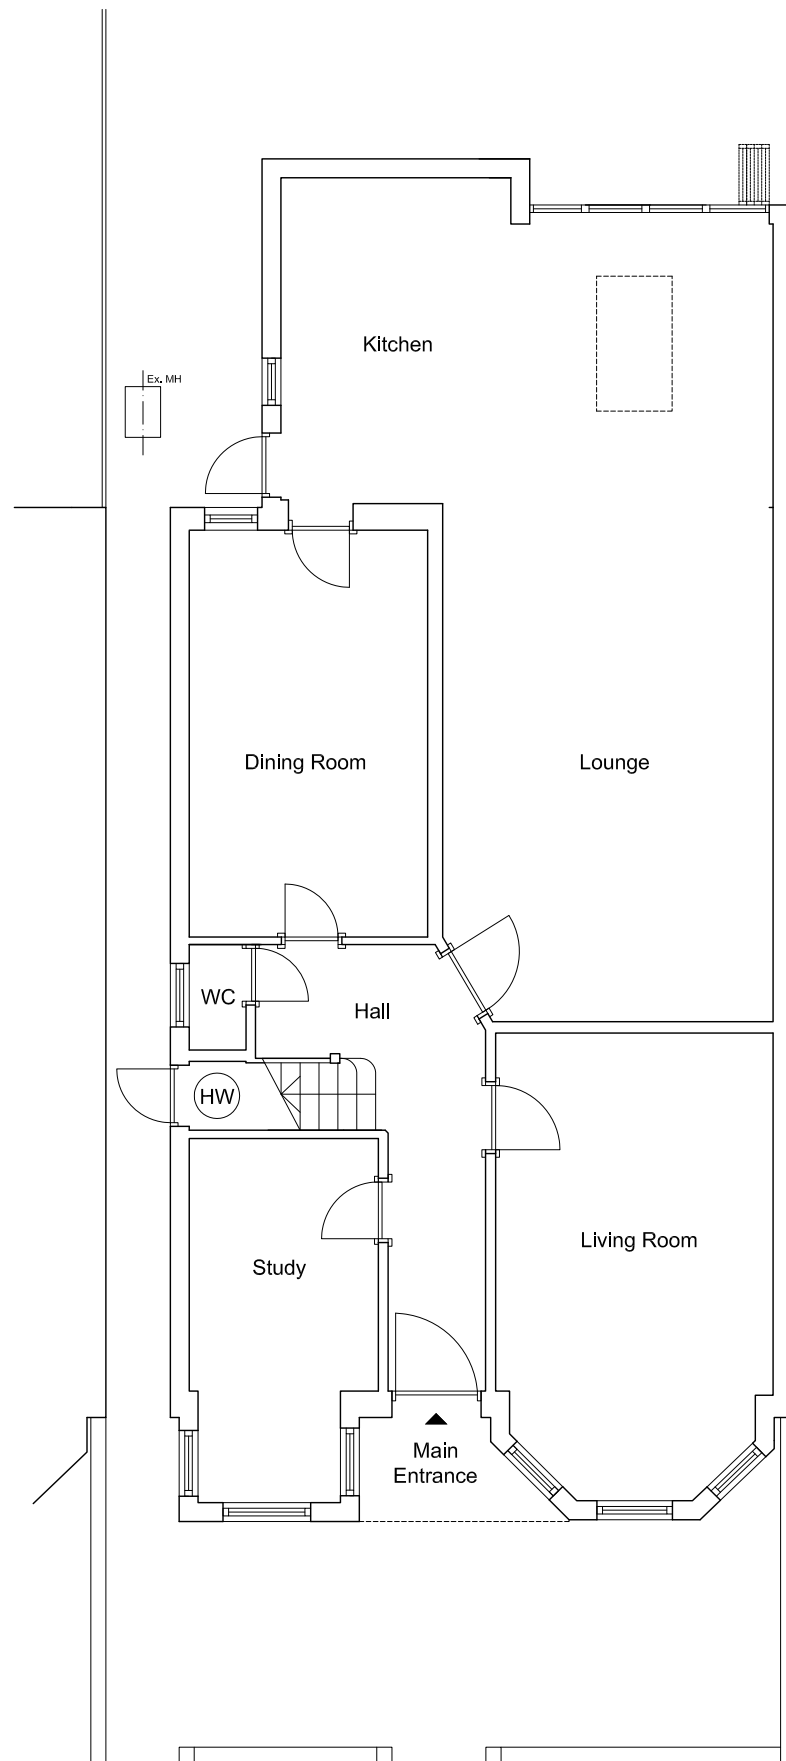 Kitchen
Ex. MH
Dining Room
Lounge
WC
Hall
HW
Living Room
Study
Main
Entrance